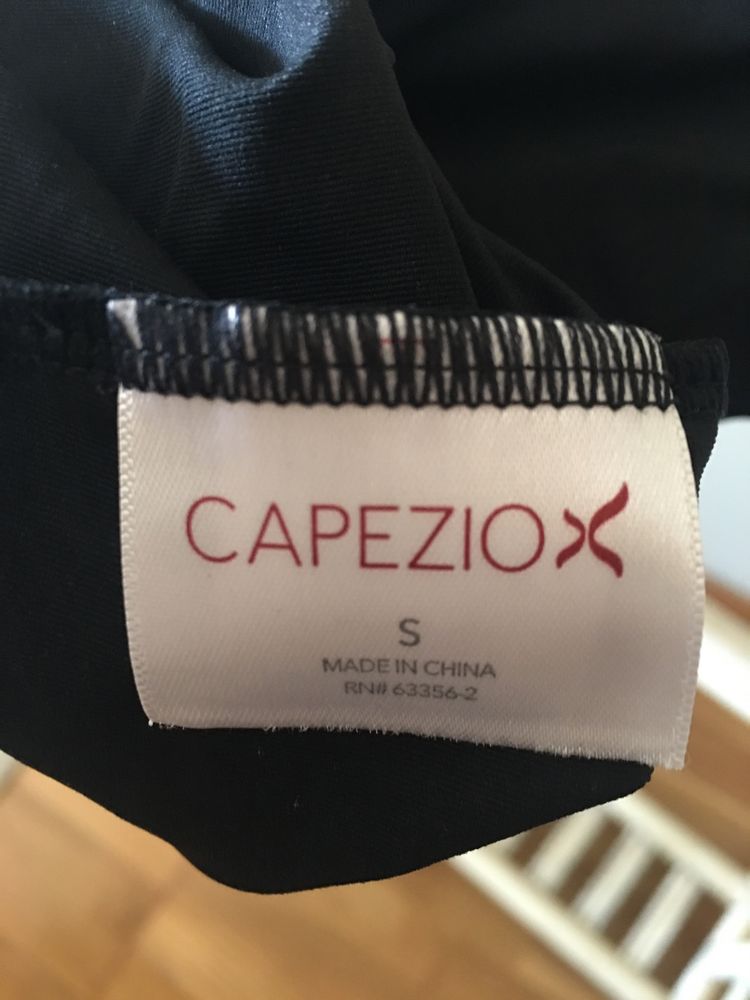 CAPEZIO
S
MADE IN CHINA
RN# 63356-2